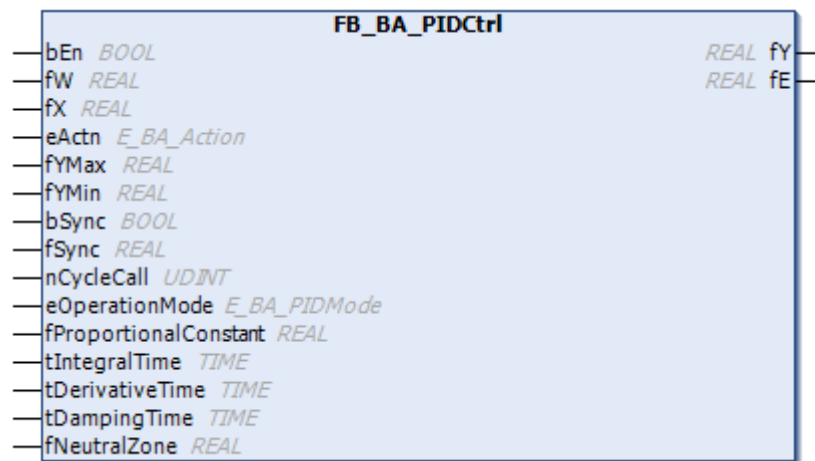 FB_BA_PIDCtrl
bEn BOOL REAL fY
fW REAL REAL fE
fX REAL
eActn E_BA_Action
fYMax REAL
fYMin REAL
bSync BOOL
fSync REAL
nCycleCall UDINT
eOperationMode E_BA_PIDMode
fProportionalConstant REAL
tIntegralTime TIME
tDerivativeTime TIME
tDampingTime TIME
fNeutralZone REAL